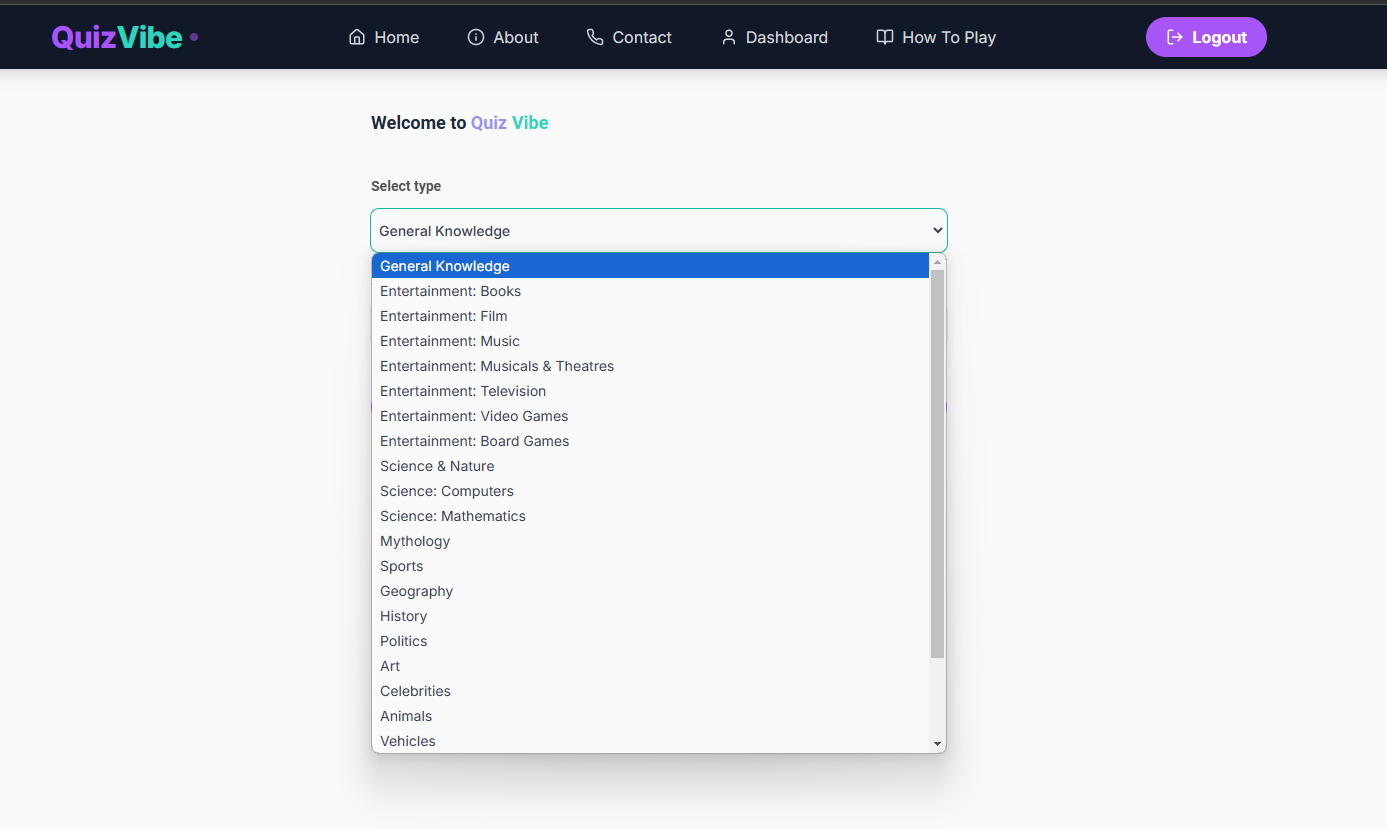 QuizVibe
Home
About
Contact
Dashboard
How To Play
Logout
Welcome to Quiz Vibe
Select type
General Knowledge
General Knowledge
Entertainment: Books
Entertainment: Film
Entertainment: Music
Entertainment: Musicals & Theatres
Entertainment: Television
Entertainment: Video Games
Entertainment: Board Games
Science & Nature
Science: Computers
Science: Mathematics
Mythology
Sports
Geography
History
Politics
Art
Celebrities
Animals
Vehicles